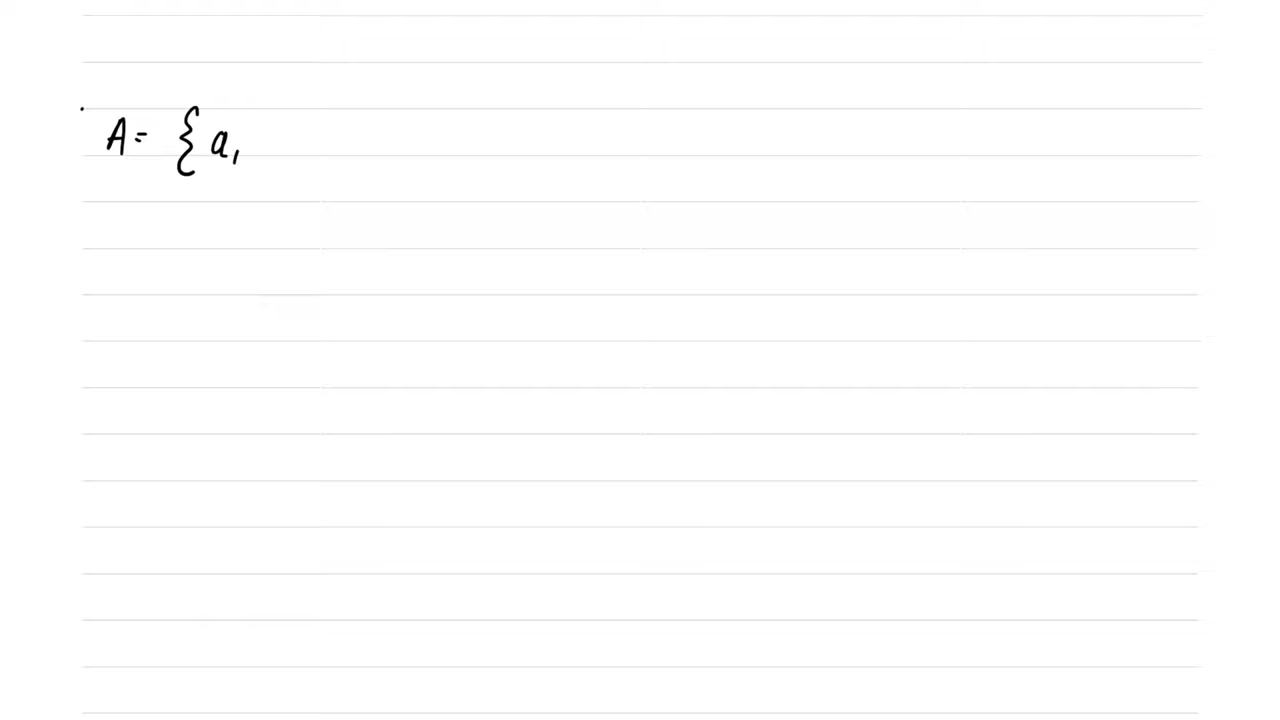 A = { a,